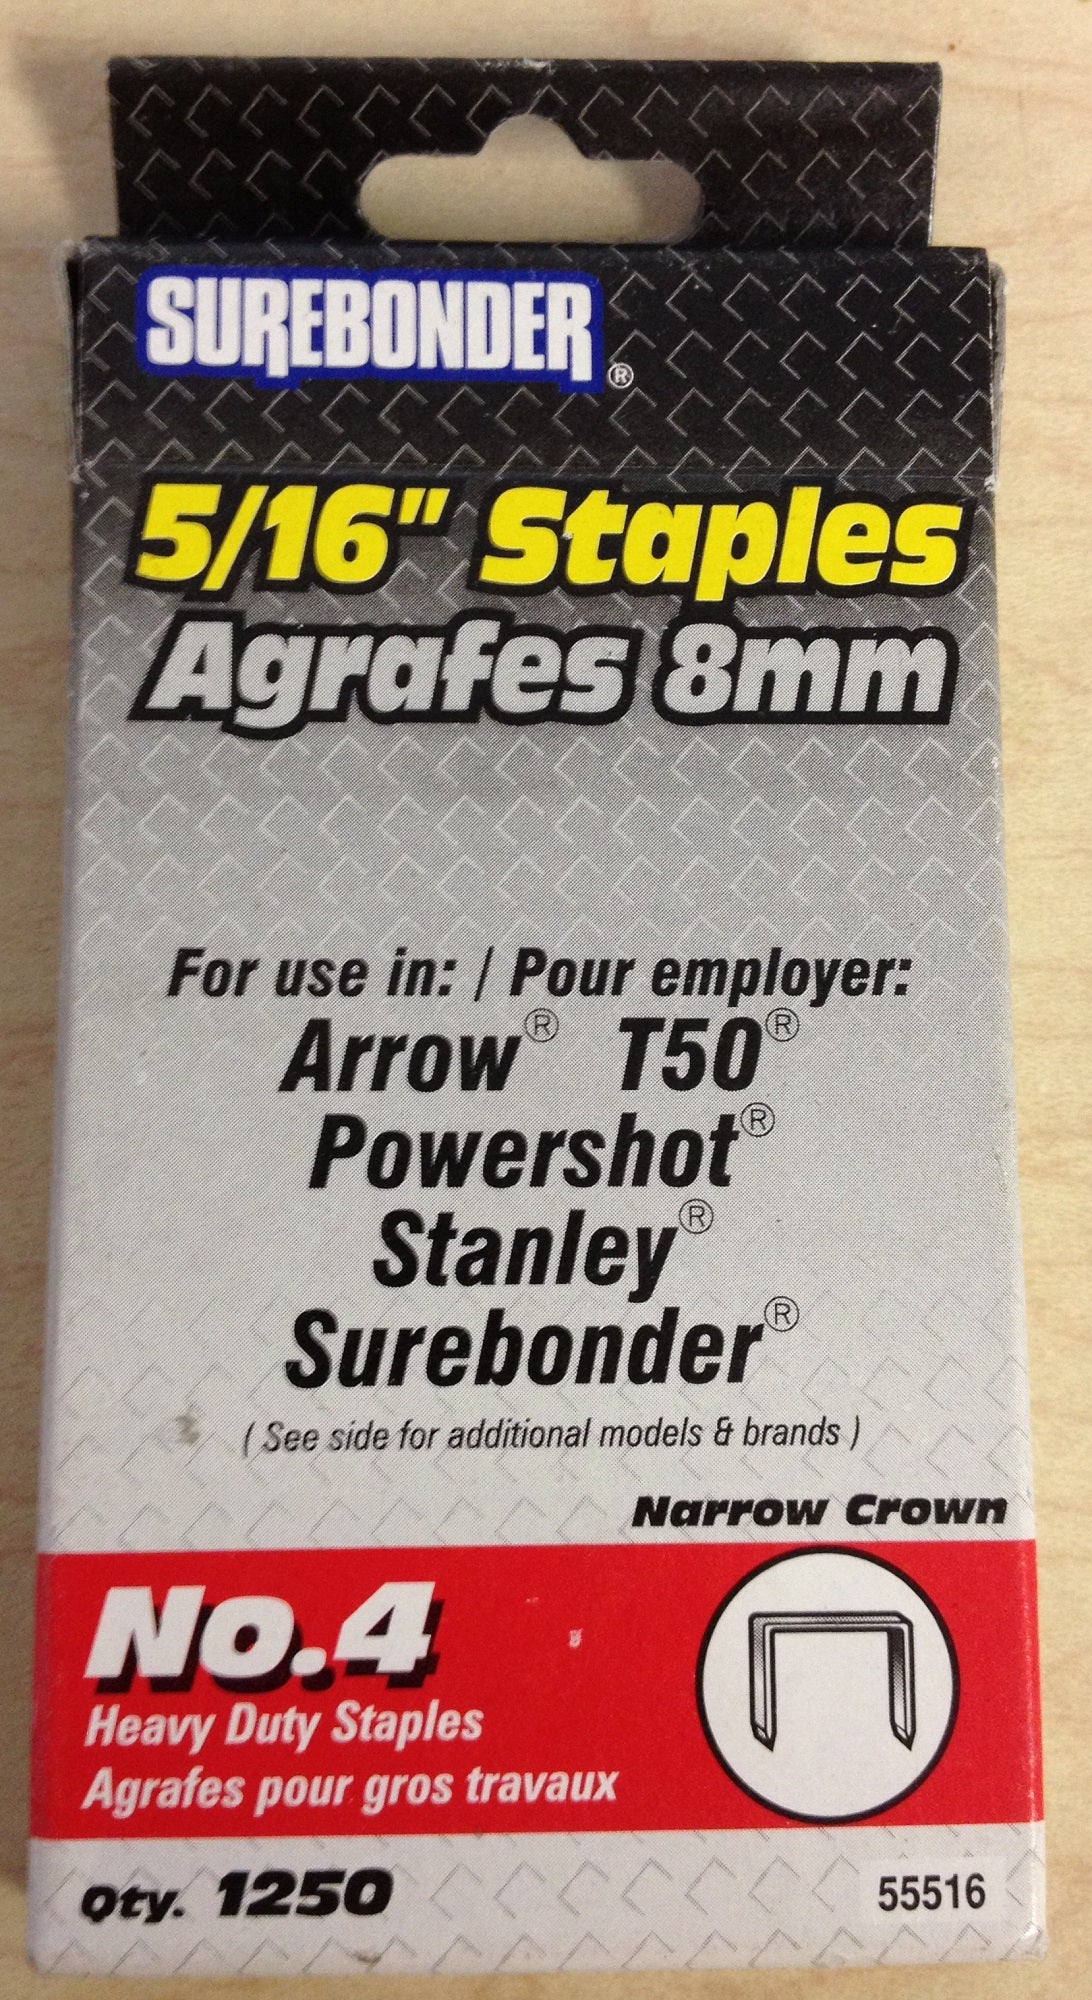 SUREBONDER®
5/16" Staples
Agrafes 8mm
For use in: / Pour employer:
Arrow® T50®
Powershot®
Stanley®
Surebonder®
( See side for additional models & brands )
Narrow Crown
No.4
Heavy Duty Staples
Agrafes pour gros travaux
Qty. 1250
55516